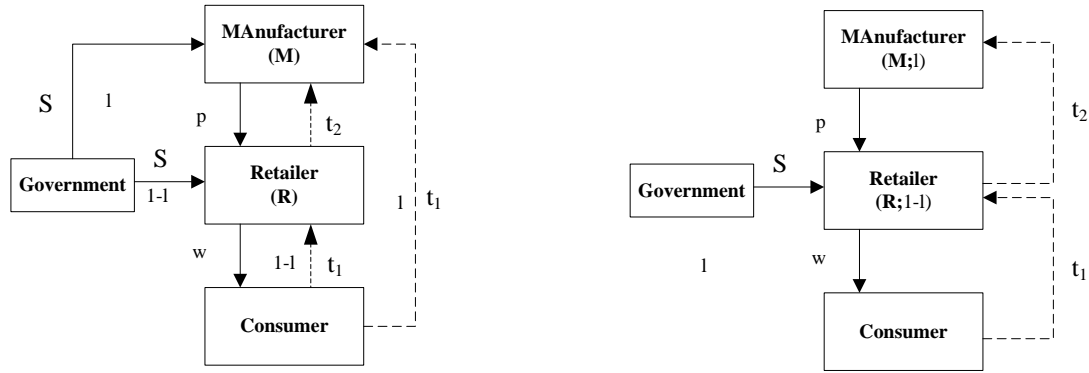 MAnufacturer
(M)
S
l
p
t2
S
Government
1-l
Retailer
(R)
l
t1
w
1-l
t1
Consumer
MAnufacturer
(M;l)
p
t2
S
Government
Retailer
(R;1-l)
l
w
t1
Consumer